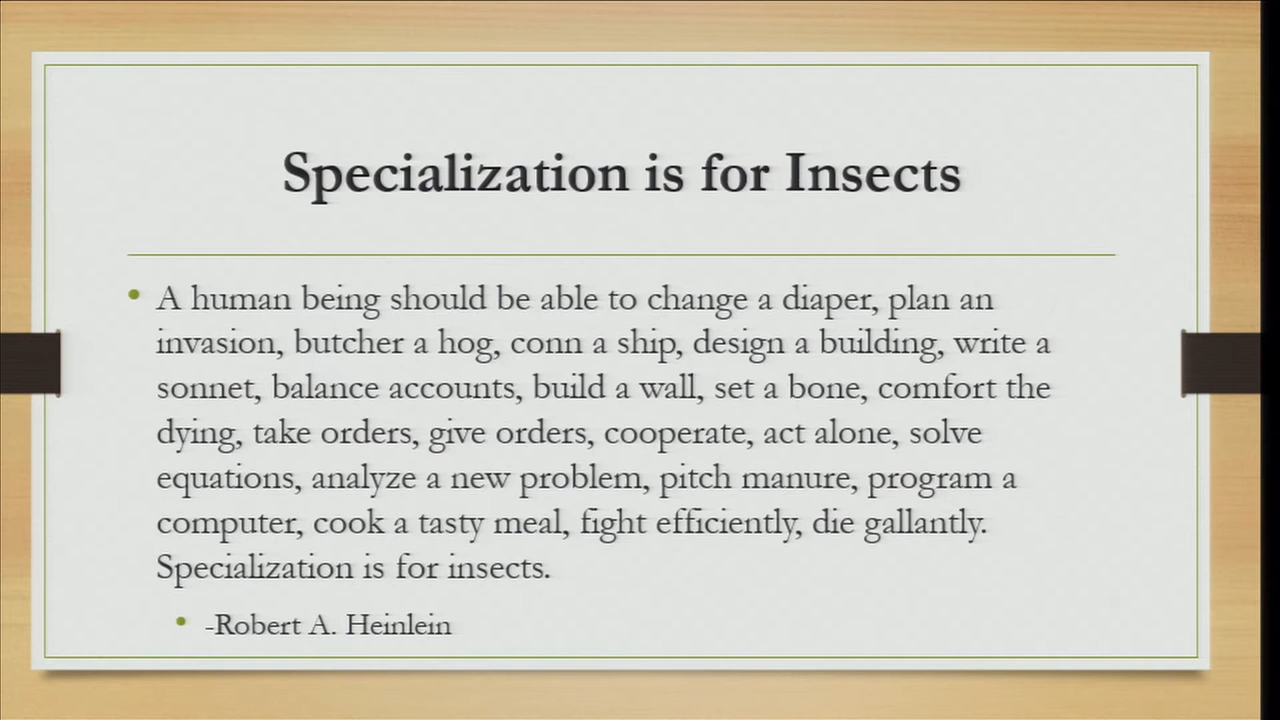 Specialization is for Insects
• A human being should be able to change a diaper, plan an
invasion, butcher a hog, conn a ship, design a building, write a
sonnet, balance accounts, build a wall, set a bone, comfort the
dying, take orders, give orders, cooperate, act alone, solve
equations, analyze a new problem, pitch manure, program a
computer, cook a tasty meal, fight efficiently, die gallantly.
Specialization is for insects.
• -Robert A. Heinlein